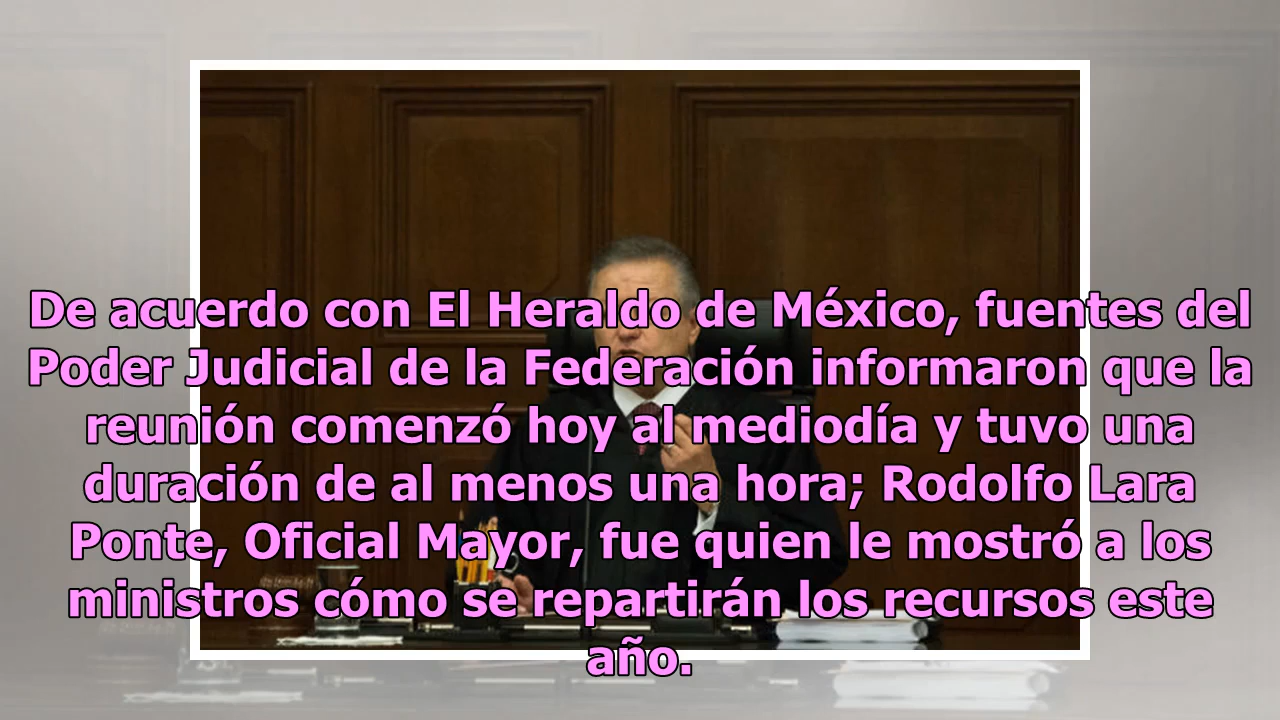 De acuerdo con El Heraldo de México, fuentes del
Poder Judicial de la Federación informaron que la
reunión comenzó hoy al mediodía y tuvo una
duración de al menos una hora; Rodolfo Lara
Ponte, Oficial Mayor, fue quien le mostró a los
ministros cómo se repartirán los recursos este
año.